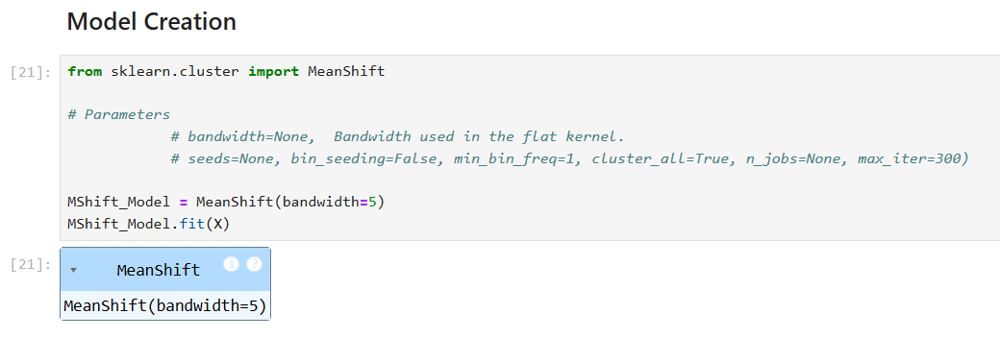 Model Creation
[21]: from sklearn.cluster import MeanShift
# Parameters
# bandwidth=None,  Bandwidth used in the flat kernel.
# seeds=None, bin_seeding=False, min_bin_freq=1, cluster_all=True, n_jobs=None, max_iter=300)
MShift_Model = MeanShift(bandwidth=5)
MShift_Model.fit(X)
[21]: ▾ MeanShift i ?
MeanShift(bandwidth=5)